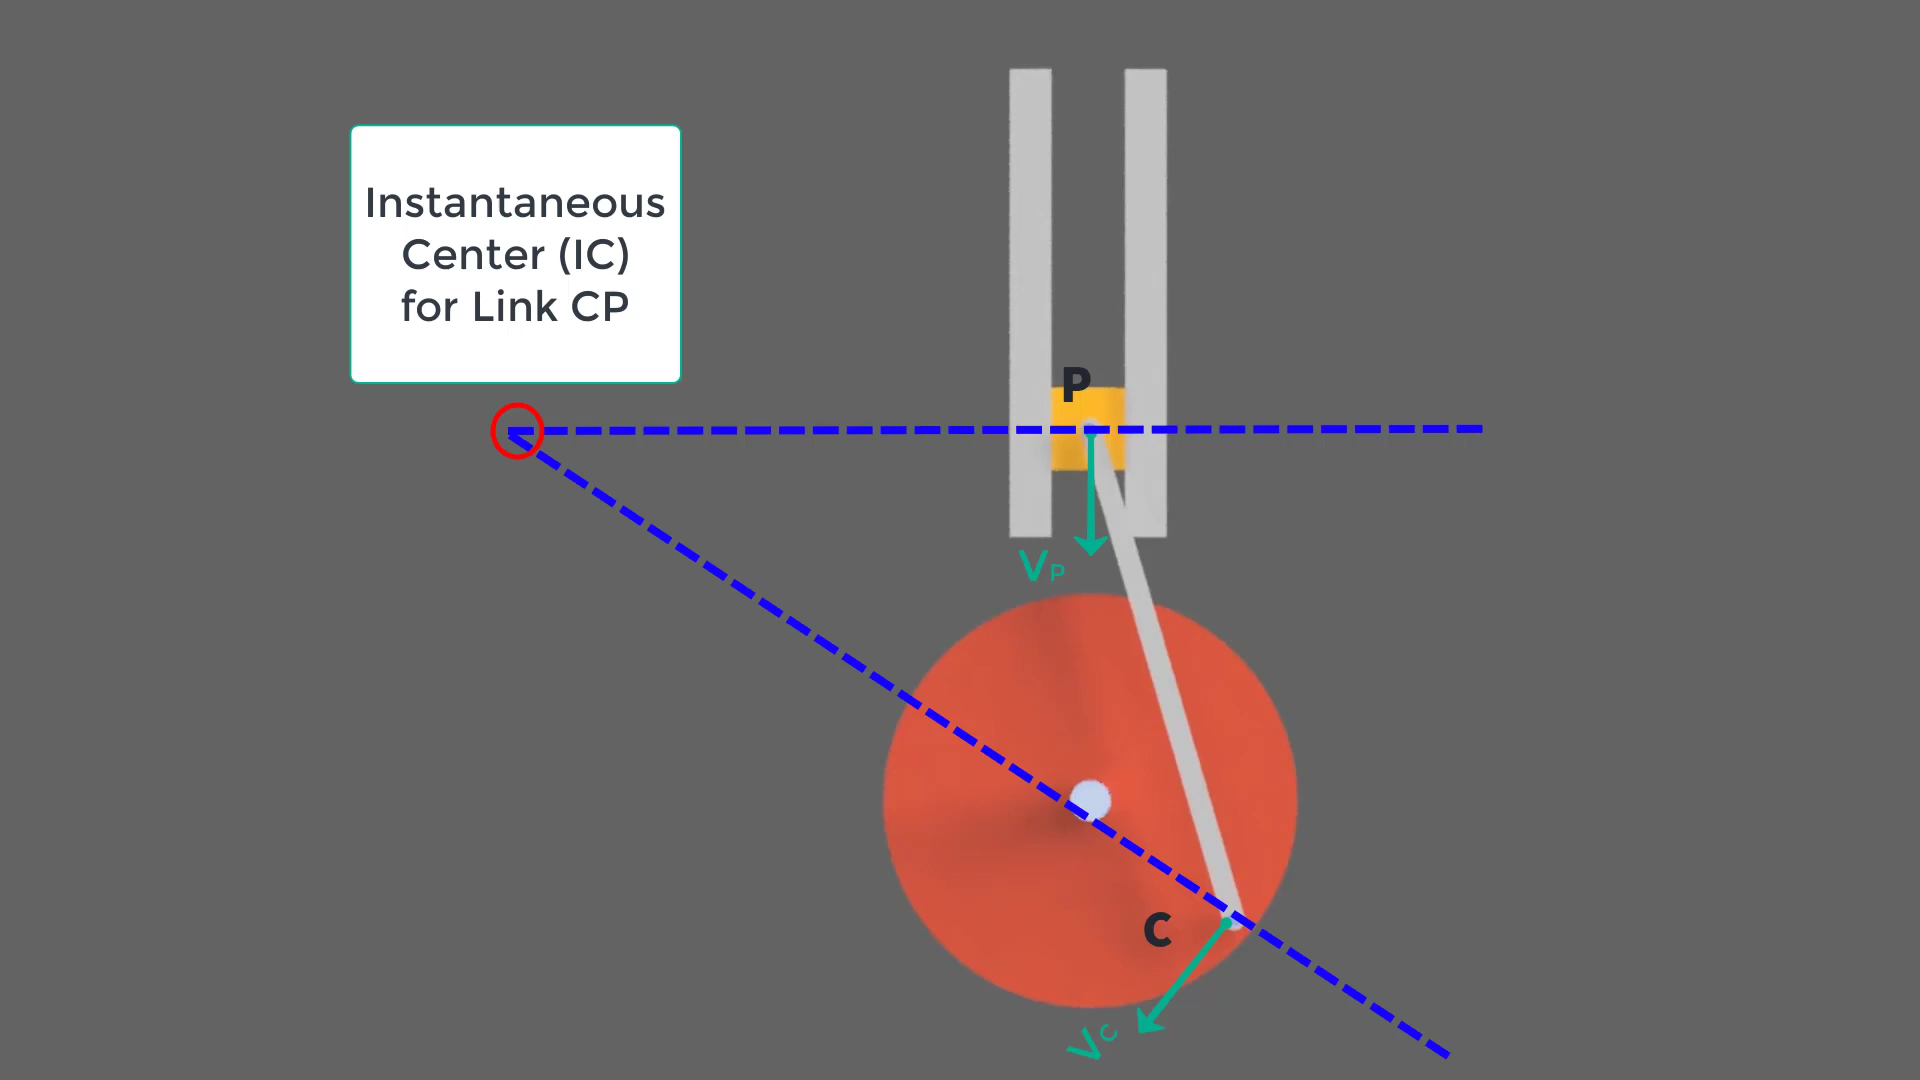 Instantaneous
Center (IC)
for Link CP
P
VP
C
VC